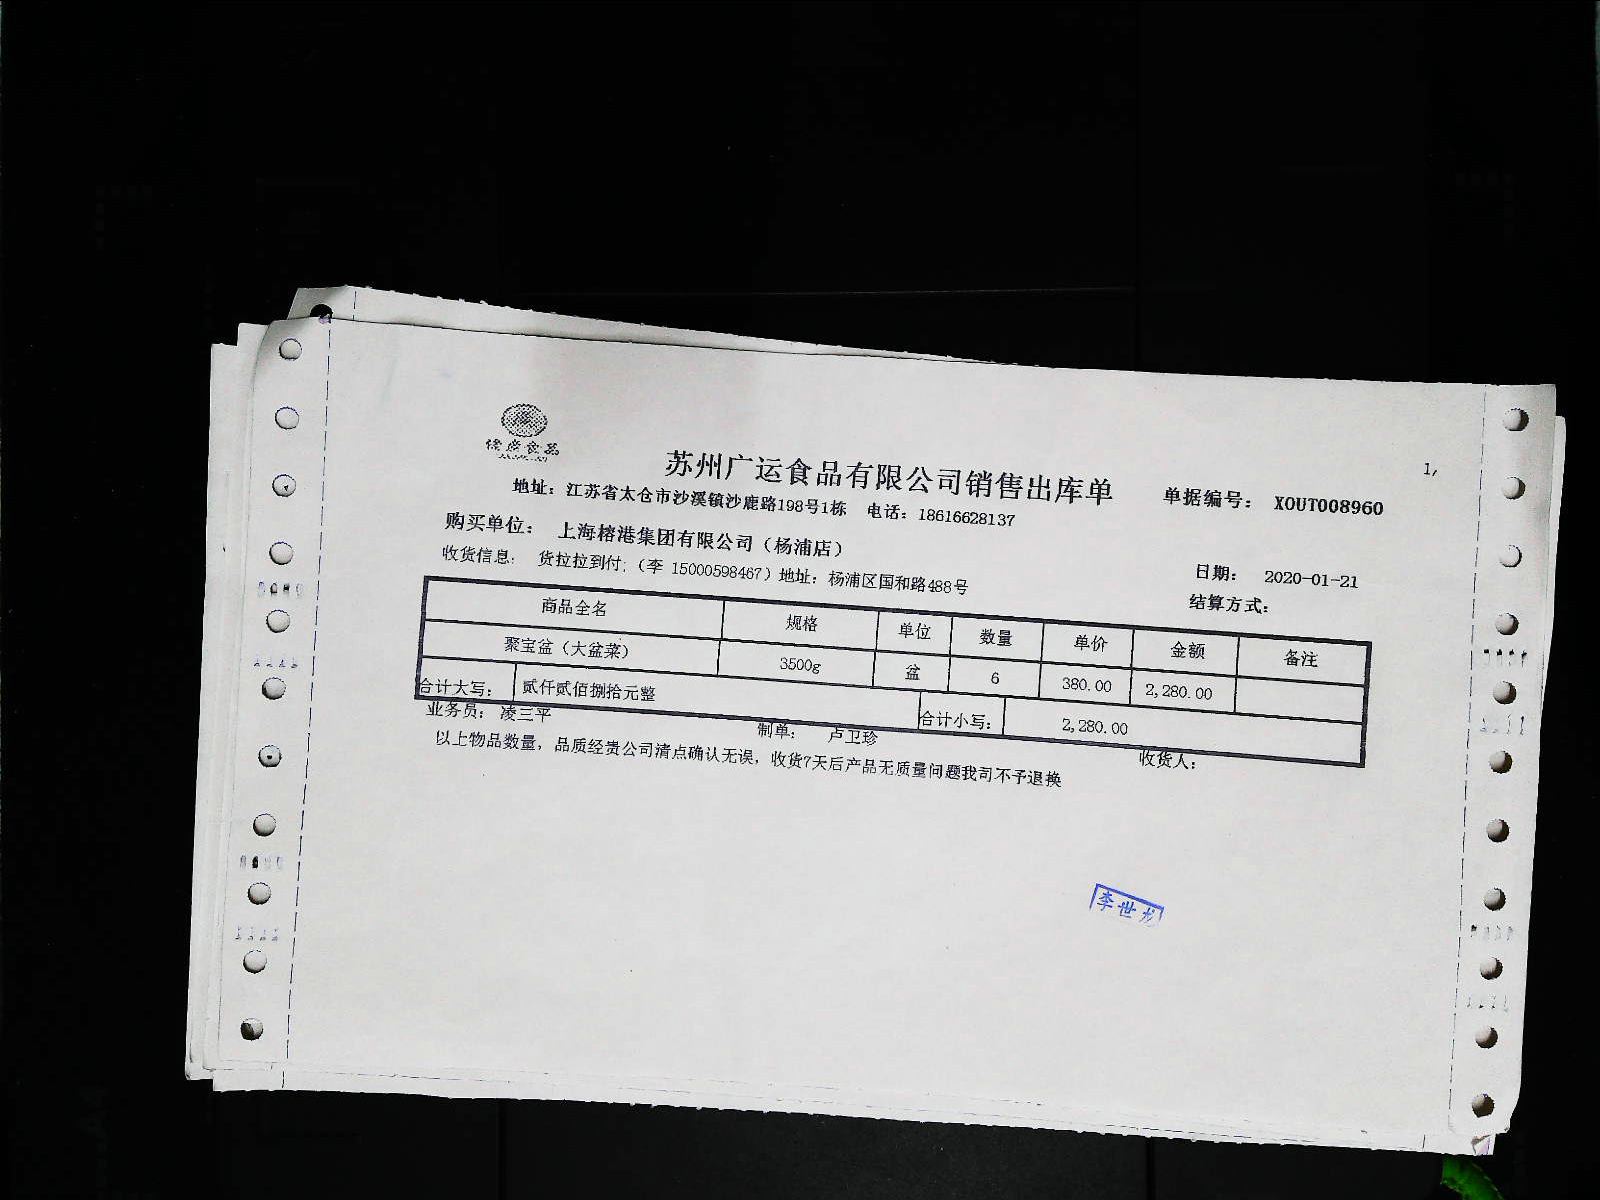 食品
1,
苏州广运食品有限公司销售出库单
地址：江苏省太仓市沙溪镇沙鹿路198号1栋 电话：18616628137 单据编号： XOUT008960
购买单位： 上海榕港集团有限公司（杨浦店）
收货信息： 货拉拉到付；（李 15000598467）地址：杨浦区国和路488号 日期： 2020-01-21
结算方式：
商品全名 规格 单位 数量 单价 金额 备注
聚宝盆（大盆菜） 3500g 盆 6 380.00 2,280.00
合计大写： 贰仟贰佰捌拾元整 合计小写： 2,280.00
业务员： 凌三平 制单： 卢卫珍 收货人：
以上物品数量，品质经贵公司清点确认无误，收货7天后产品无质量问题我司不予退换
李世龙